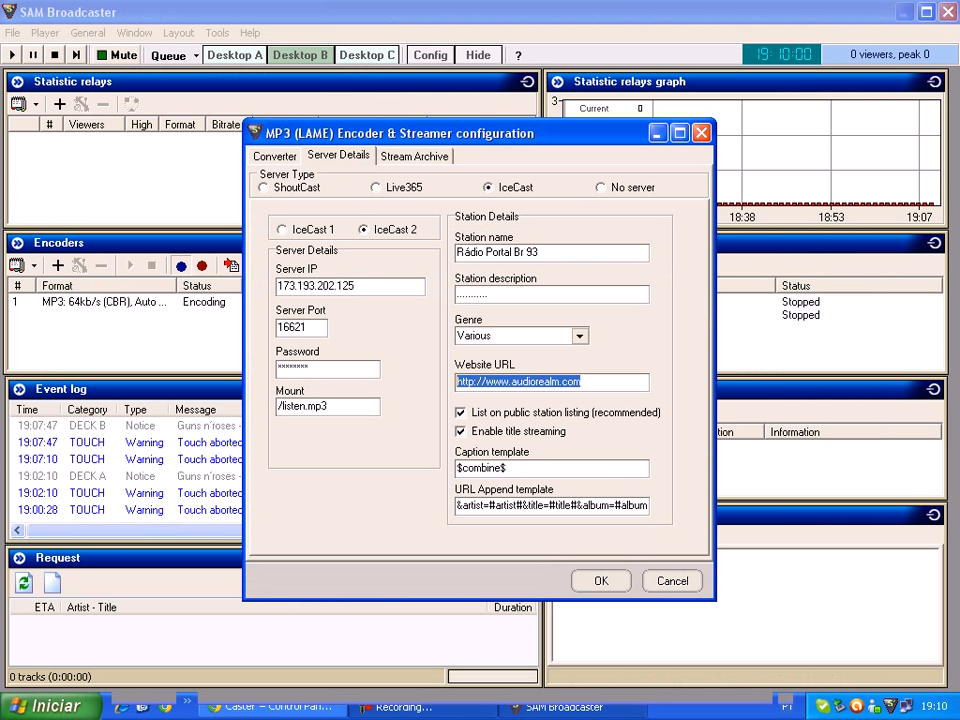 SAM Broadcaster
File Player General Window Layout Tools Help
Mute Queue Desktop A Desktop B Desktop C Config Hide ? 19:10:00 0 viewers, peak 0
Statistic relays
# Viewers High Format Bitrate
Statistic relays graph
3
Current 0
18:38 18:53 19:07
Encoders
# Format Status
1 MP3: 64kb/s (CBR), Auto ... Encoding
Status
Stopped
Stopped
Event log
Time Category Type Message
19:07:47 DECK B Notice Guns n´roses -
19:07:47 TOUCH Warning Touch aborted
19:07:10 TOUCH Warning Touch aborted
19:02:10 DECK A Notice Guns n´roses -
19:02:10 TOUCH Warning Touch aborted
19:00:28 TOUCH Warning Touch aborted
tion Information
Request
ETA Artist - Title Duration
0 tracks (0:00:00)
MP3 (LAME) Encoder & Streamer configuration
Converter Server Details Stream Archive
Server Type
ShoutCast Live365 IceCast No server
IceCast 1 IceCast 2
Server Details
Server IP
173.193.202.125
Server Port
16621
Password
********
Mount
/listen.mp3
Station Details
Station name
Rádio Portal Br 93
Station description
...........
Genre
Various
Website URL
http://www.audiorealm.com
List on public station listing (recommended)
Enable title streaming
Caption template
$combine$
URL Append template
&artist=#artist#&title=#title#&album=#album
OK Cancel
Iniciar Caster – Control Pan... Recording... SAM Broadcaster PT 19:10